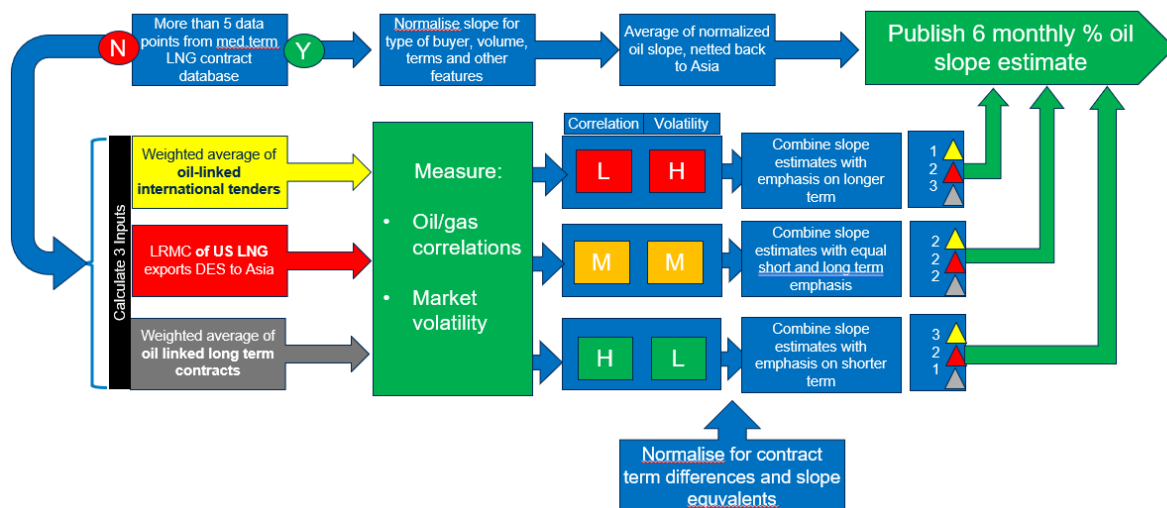 More than 5 data
points from med.term
LNG contract
database
N
Y
Normalise slope for
type of buyer, volume,
terms and other
features
Average of normalized
oil slope, netted back
to Asia
Publish 6 monthly % oil
slope estimate
Calculate 3 Inputs
Weighted average of
oil-linked
international tenders
LRMC of US LNG
exports DES to Asia
Weighted average of
oil linked long term
contracts
Measure:
• Oil/gas
correlations
• Market
volatility
Correlation Volatility
L H
Combine slope
estimates with
emphasis on longer
term
1
2
3
M M
Combine slope
estimates with equal
short and long term
emphasis
2
2
2
H L
Combine slope
estimates with
emphasis on shorter
term
3
2
1
Normalise for contract
term differences and slope
equvalents